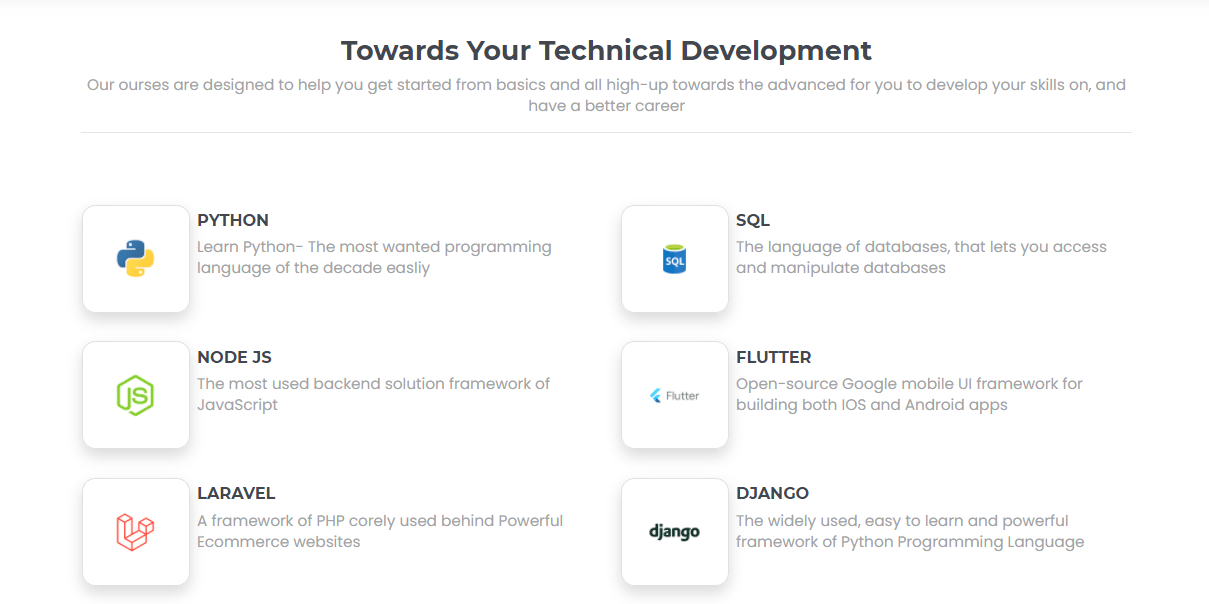 Towards Your Technical Development
Our ourses are designed to help you get started from basics and all high-up towards the advanced for you to develop your skills on, and
have a better career
PYTHON
Learn Python- The most wanted programming
language of the decade easliy
SQL
SQL
The language of databases, that lets you access
and manipulate databases
JS
NODE JS
The most used backend solution framework of
JavaScript
Flutter
FLUTTER
Open-source Google mobile UI framework for
building both IOS and Android apps
LARAVEL
A framework of PHP corely used behind Powerful
Ecommerce websites
django
DJANGO
The widely used, easy to learn and powerful
framework of Python Programming Language